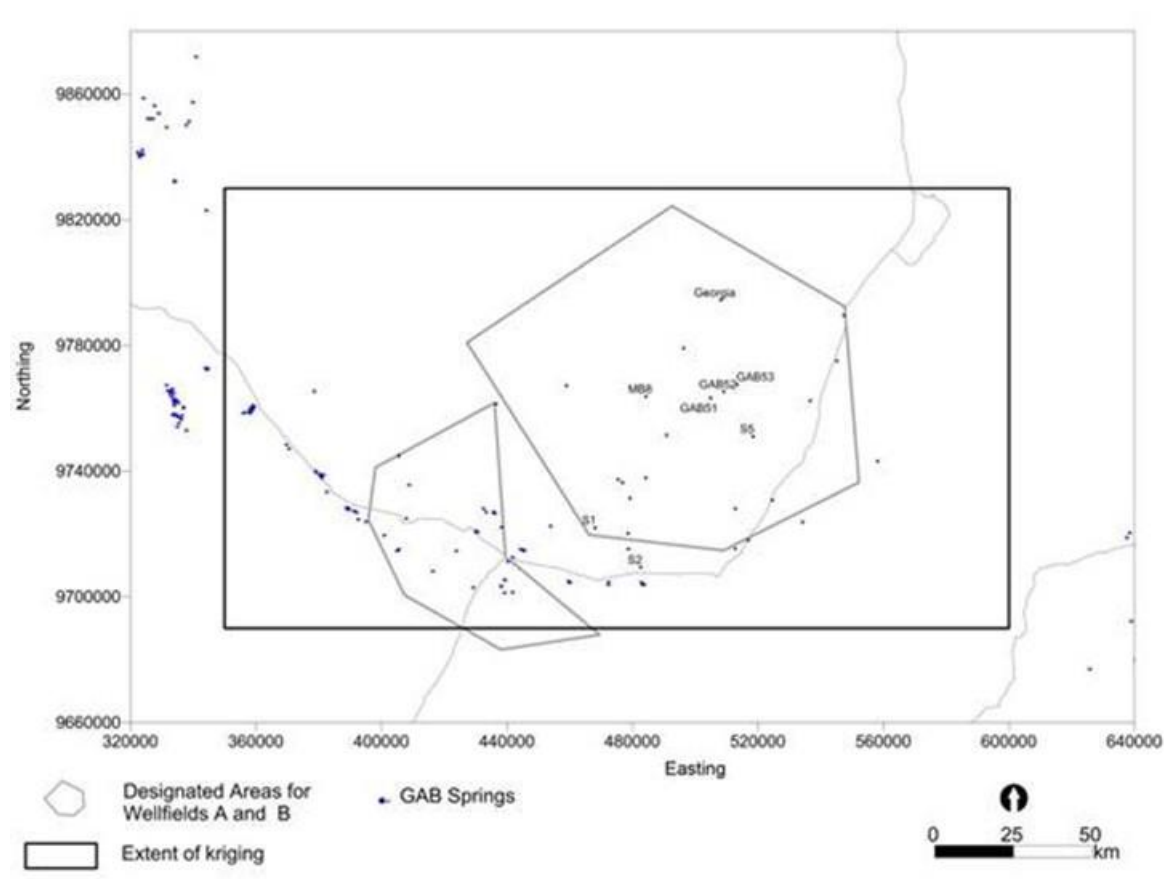 9860000
9820000
9780000
9740000
9700000
9660000
Northing
Georgia
GAB53
GAB52
MB8
GAB51
S5
S1
S2
320000 360000 400000 440000 480000 520000 560000 600000 640000
Easting
Designated Areas for
Wellfields A and B
GAB Springs
Extent of kriging
0 25 50
km